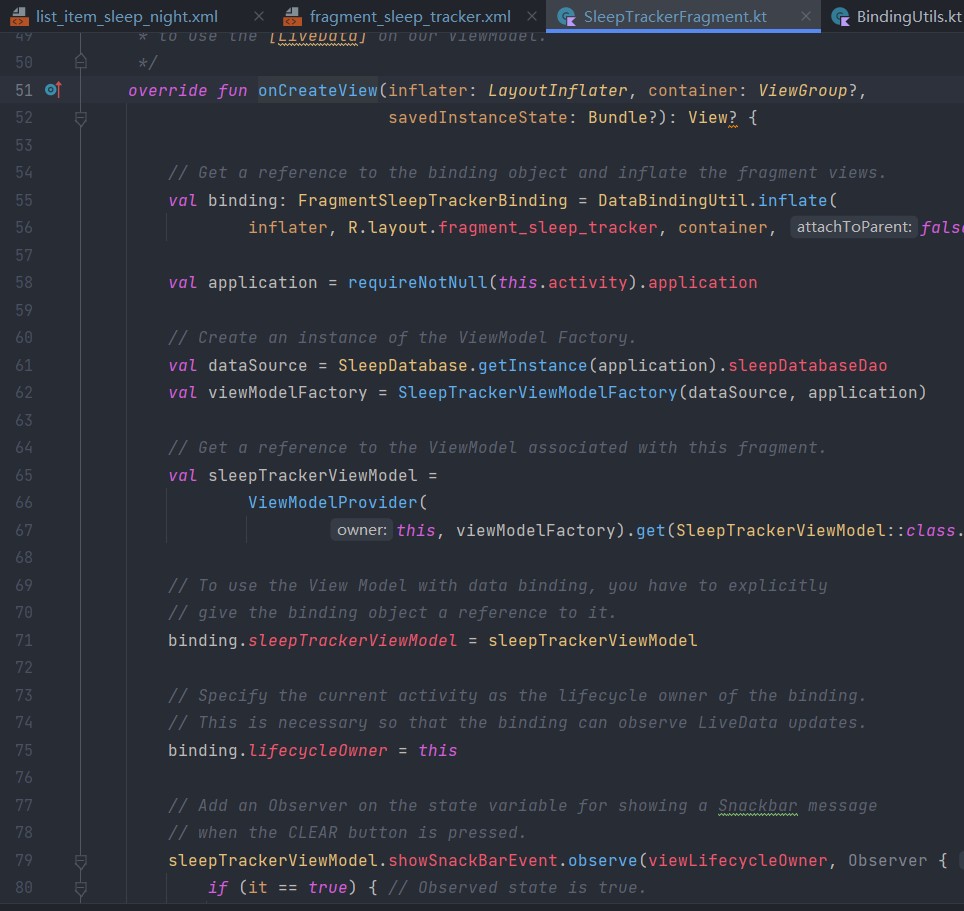 list_item_sleep_night.xml fragment_sleep_tracker.xml SleepTrackerFragment.kt BindingUtils.kt
49 * to use the [LiveData] on our ViewModel.
50 */
51 override fun onCreateView(inflater: LayoutInflater, container: ViewGroup?,
52 savedInstanceState: Bundle?): View? {
53
54 // Get a reference to the binding object and inflate the fragment views.
55 val binding: FragmentSleepTrackerBinding = DataBindingUtil.inflate(
56 inflater, R.layout.fragment_sleep_tracker, container, attachToParent: false
57
58 val application = requireNotNull(this.activity).application
59
60 // Create an instance of the ViewModel Factory.
61 val dataSource = SleepDatabase.getInstance(application).sleepDatabaseDao
62 val viewModelFactory = SleepTrackerViewModelFactory(dataSource, application)
63
64 // Get a reference to the ViewModel associated with this fragment.
65 val sleepTrackerViewModel =
66 ViewModelProvider(
67 owner: this, viewModelFactory).get(SleepTrackerViewModel::class.
68
69 // To use the View Model with data binding, you have to explicitly
70 // give the binding object a reference to it.
71 binding.sleepTrackerViewModel = sleepTrackerViewModel
72
73 // Specify the current activity as the lifecycle owner of the binding.
74 // This is necessary so that the binding can observe LiveData updates.
75 binding.lifecycleOwner = this
76
77 // Add an Observer on the state variable for showing a Snackbar message
78 // when the CLEAR button is pressed.
79 sleepTrackerViewModel.showSnackBarEvent.observe(viewLifecycleOwner, Observer {
80 if (it == true) { // Observed state is true.